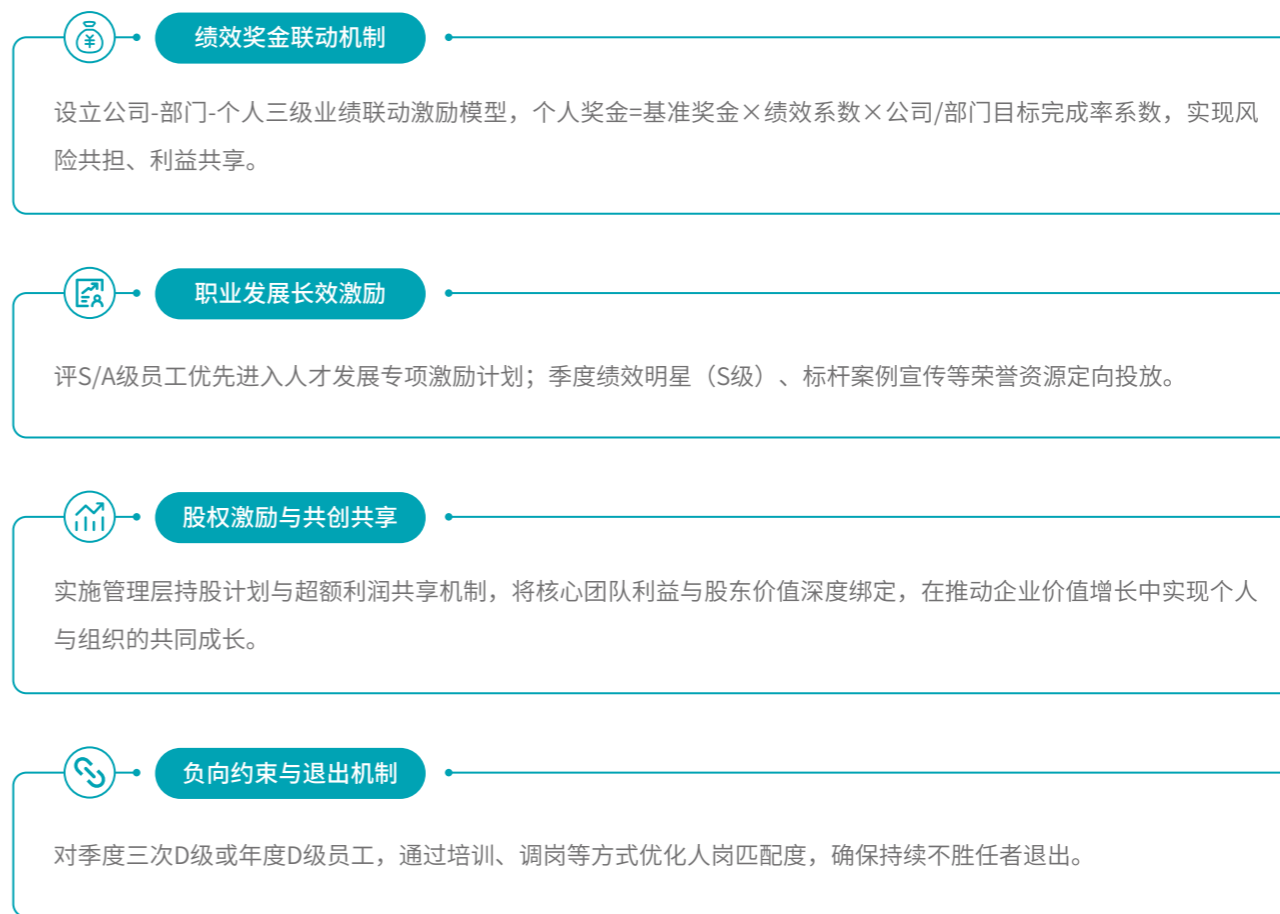 绩效奖金联动机制
设立公司-部门-个人三级业绩联动激励模型，个人奖金=基准奖金×绩效系数×公司/部门目标完成率系数，实现风
险共担、利益共享。
职业发展长效激励
评S/A级员工优先进入人才发展专项激励计划；季度绩效明星（S级）、标杆案例宣传等荣誉资源定向投放。
股权激励与共创共享
实施管理层持股计划与超额利润共享机制，将核心团队利益与股东价值深度绑定，在推动企业价值增长中实现个人
与组织的共同成长。
负向约束与退出机制
对季度三次D级或年度D级员工，通过培训、调岗等方式优化人岗匹配度，确保持续不胜任者退出。